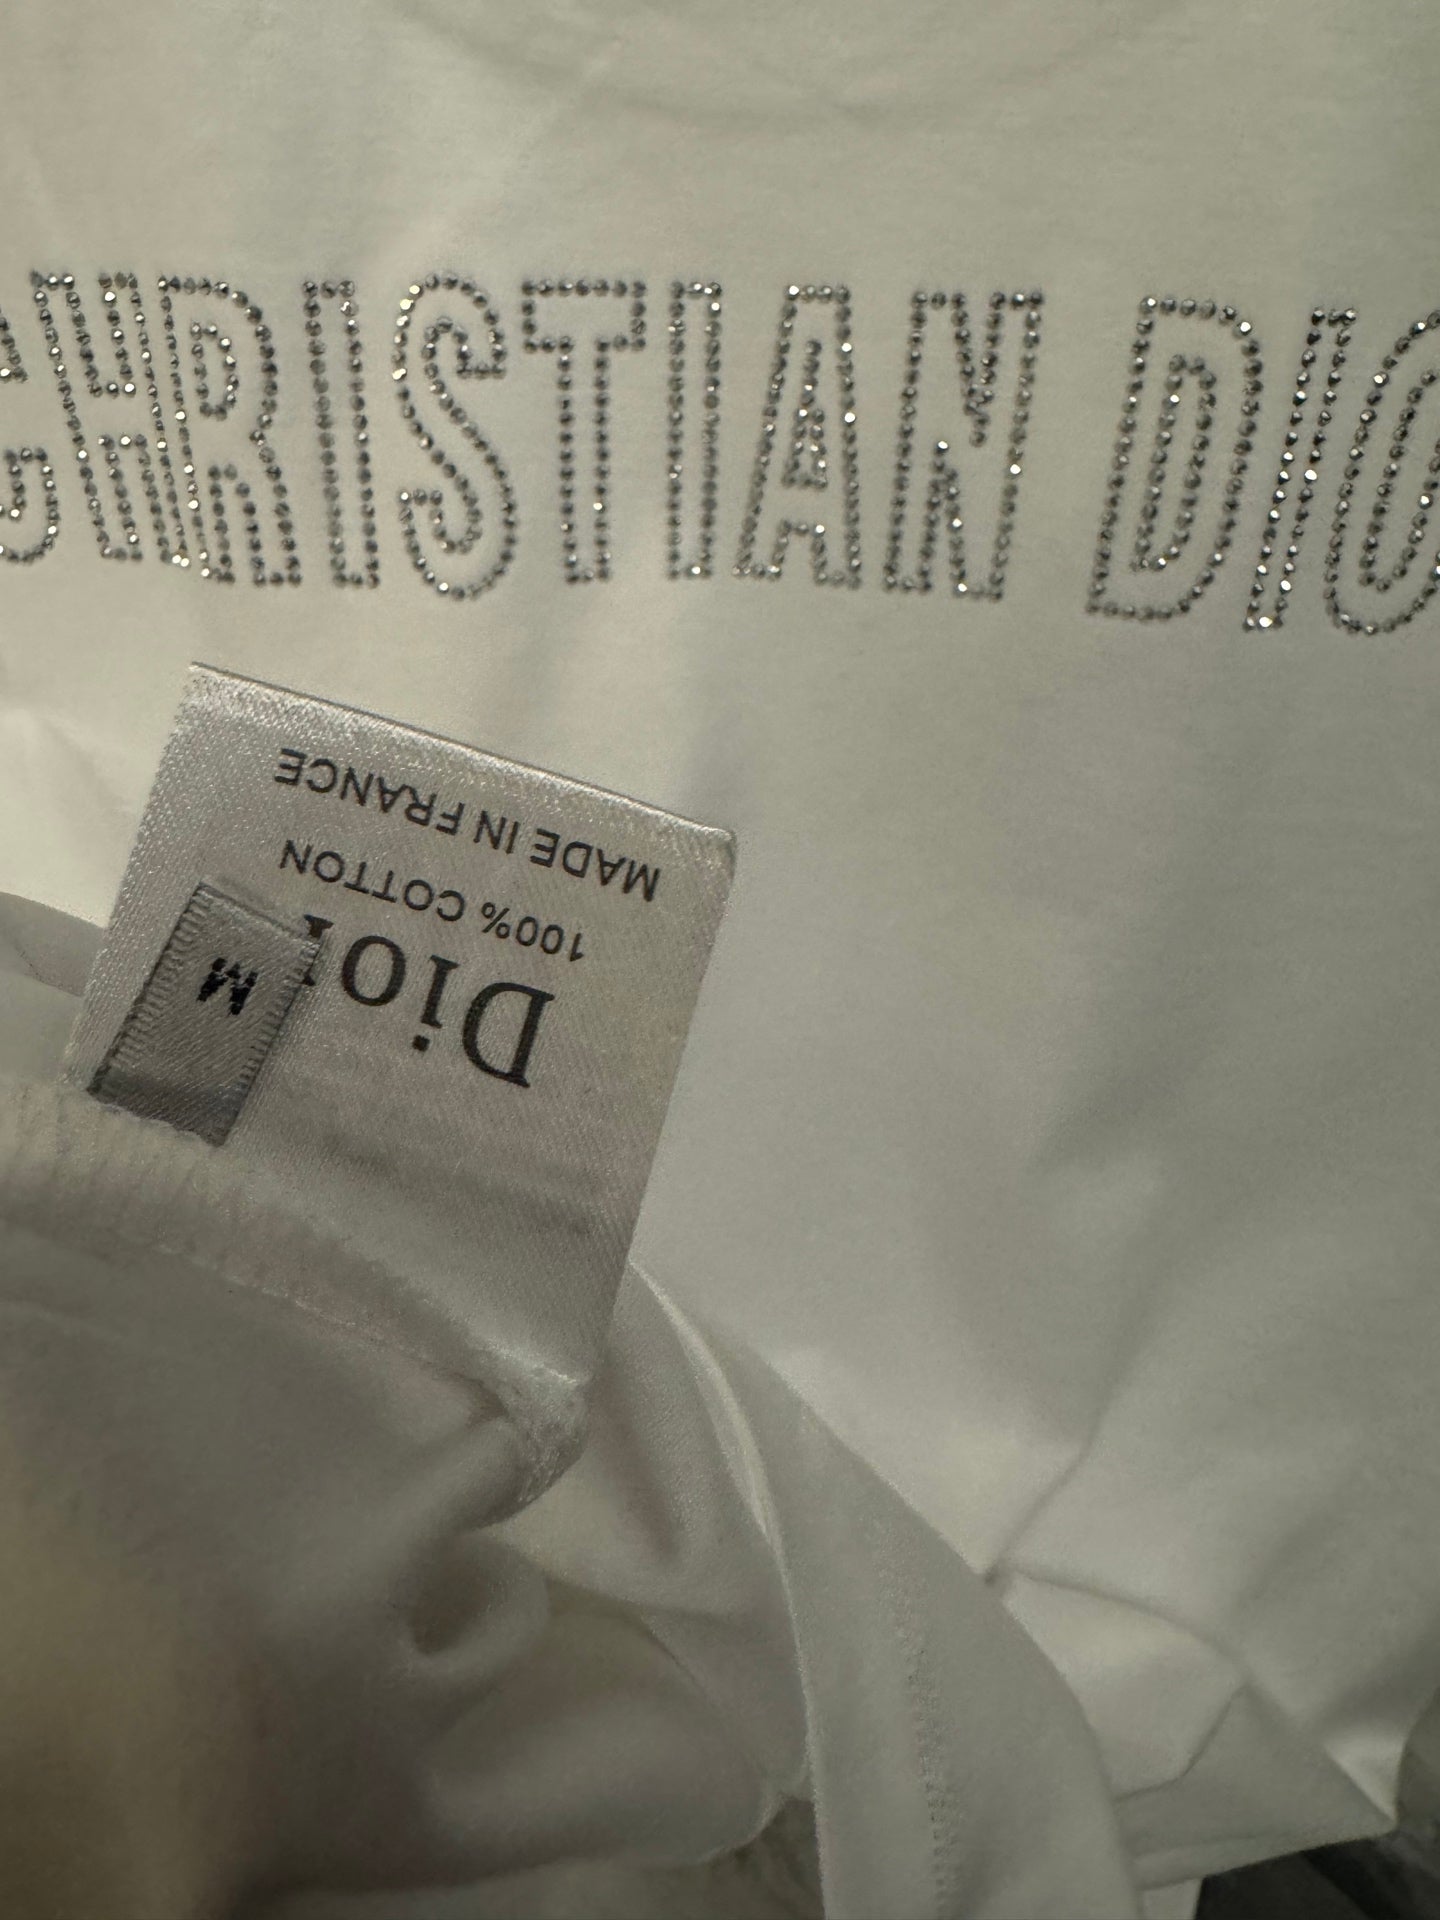 CHRISTIAN DIO
Dior
100% COTTON
MADE IN FRANCE
M